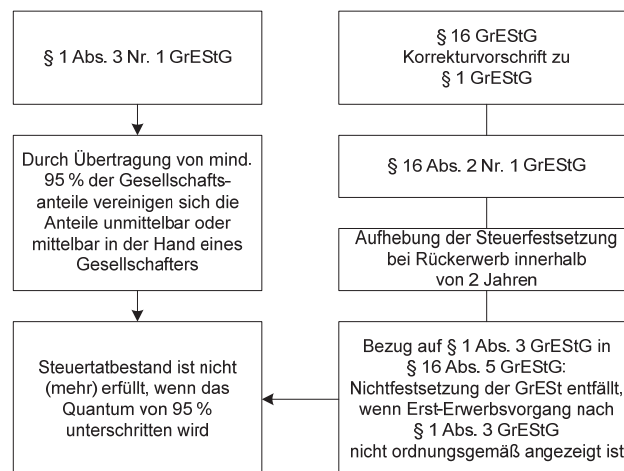 § 1 Abs. 3 Nr. 1 GrEStG
Durch Übertragung von mind.
95 % der Gesellschafts-
anteile vereinigen sich die
Anteile unmittelbar oder
mittelbar in der Hand eines
Gesellschafters
Steuertatbestand ist nicht
(mehr) erfüllt, wenn das
Quantum von 95 %
unterschritten wird
§ 16 GrEStG
Korrekturvorschrift zu
§ 1 GrEStG
§ 16 Abs. 2 Nr. 1 GrEStG
Aufhebung der Steuerfestsetzung
bei Rückerwerb innerhalb
von 2 Jahren
Bezug auf § 1 Abs. 3 GrEStG in
§ 16 Abs. 5 GrEStG:
Nichtfestsetzung der GrESt entfällt,
wenn Erst-Erwerbsvorgang nach
§ 1 Abs. 3 GrEStG
nicht ordnungsgemäß angezeigt ist